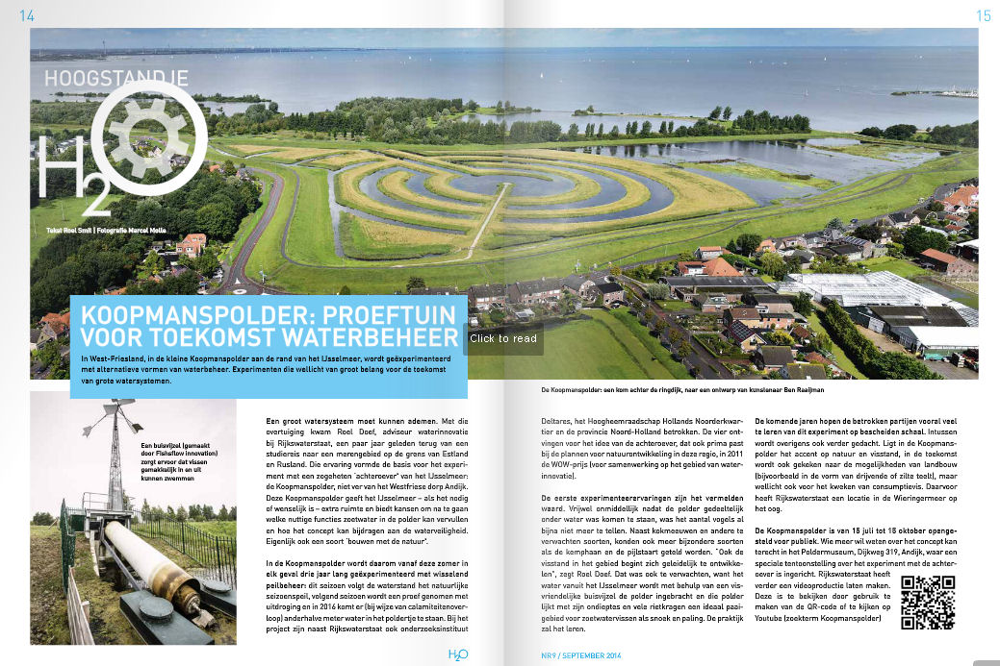 14
15
HOOGSTANDJE
H2O
Tekst Roel Smit | Fotografie Marcel Molle
KOOPMANSPOLDER: PROEFTUIN
VOOR TOEKOMST WATERBEHEER
In West-Friesland, in de kleine Koopmanspolder aan de rand van het IJsselmeer, wordt geëxperimenteerd
met alternatieve vormen van waterbeheer. Experimenten die wellicht van groot belang voor de toekomst
van grote watersystemen.
Click to read
De Koopmanspolder: een kom achter de ringdijk, naar een ontwerp van kunstenaar Ben Raaijman
Een buisvijzel (gemaakt
door Fishflow innovation)
zorgt ervoor dat vissen
gemakkelijk in en uit
kunnen zwemmen
Een groot watersysteem moet kunnen ademen. Met die
overtuiging kwam Roel Doef, adviseur waterinnovatie
bij Rijkswaterstaat, een paar jaar geleden terug van een
studiereis naar een merengebied op de grens van Estland
en Rusland. Die ervaring vormde de basis voor het experi-
ment met een zogeheten 'achteroever' van het IJsselmeer:
de Koopmanspolder, niet ver van het Westfriese dorp Andijk.
Deze Koopmanspolder geeft het IJsselmeer – als het nodig
of wenselijk is – extra ruimte en biedt kansen om na te gaan
welke nuttige functies zoetwater in de polder kan vervullen
en hoe het concept kan bijdragen aan de waterveiligheid.
Eigenlijk ook een soort 'bouwen met de natuur'.
In de Koopmanspolder wordt daarom vanaf deze zomer in
elk geval drie jaar lang geëxperimenteerd met wisselend
peilbeheer: dit seizoen volgt de waterstand het natuurlijke
seizoenspeil, volgend seizoen wordt een proef genomen met
uitdroging en in 2016 komt er (bij wijze van calamiteitenover-
loop) anderhalve meter water in het poldertje te staan. Bij het
project zijn naast Rijkswaterstaat ook onderzoeksinstituut
Deltares, het Hoogheemraadschap Hollands Noorderkwar-
tier en de provincie Noord-Holland betrokken. De vier ont-
vingen voor het idee van de achteroever, dat ook prima past
bij de plannen voor natuurontwikkeling in deze regio, in 2011
de WOW-prijs (voor samenwerking op het gebied van water-
innovatie).
De eerste experimenteerervaringen zijn het vermelden
waard. Vrijwel onmiddellijk nadat de polder gedeeltelijk
onder water was komen te staan, was het aantal vogels al
bijna niet meer te tellen. Naast kokmeeuwen en andere te
verwachten soorten, konden ook meer bijzondere soorten
als de kemphaan en de pijlstaart geteld worden. "Ook de
visstand in het gebied begint zich geleidelijk te ontwikke-
len", zegt Roel Doef. Dat was ook te verwachten, want het
water vanuit het IJsselmeer wordt met behulp van een vis-
vriendelijke buisvijzel de polder ingebracht en die polder
lijkt met zijn ondieptes en vele rietkragen een ideaal paai-
gebied voor zoetwatervissen als snoek en paling. De praktijk
zal het leren.
De komende jaren hopen de betrokken partijen vooral veel
te leren van dit experiment op bescheiden schaal. Intussen
wordt overigens ook verder gedacht. Ligt in de Koopmans-
polder het accent op natuur en visstand, in de toekomst
wordt ook gekeken naar de mogelijkheden van landbouw
(bijvoorbeeld in de vorm van drijvende of zilte teelt), maar
wellicht ook voor het kweken van consumptievis. Daarvoor
heeft Rijkswaterstaat een locatie in de Wieringermeer op
het oog.
De Koopmanspolder is van 15 juli tot 15 oktober openge-
steld voor publiek. Wie meer wil weten over het concept kan
terecht in het Poldermuseum, Dijkweg 319, Andijk, waar een
speciale tentoonstelling over het experiment met de achter-
oever is ingericht. Rijkswaterstaat heeft
verder een videoproductie laten maken.
Deze is te bekijken door gebruik te
maken van de QR-code of te kijken op
Youtube (zoekterm Koopmanspolder)
H2O
NR9 / SEPTEMBER 2014